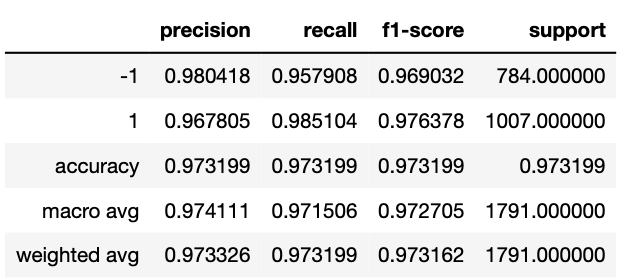 precision recall f1-score support
-1 0.980418 0.957908 0.969032 784.000000
1 0.967805 0.985104 0.976378 1007.000000
accuracy 0.973199 0.973199 0.973199 0.973199
macro avg 0.974111 0.971506 0.972705 1791.000000
weighted avg 0.973326 0.973199 0.973162 1791.000000